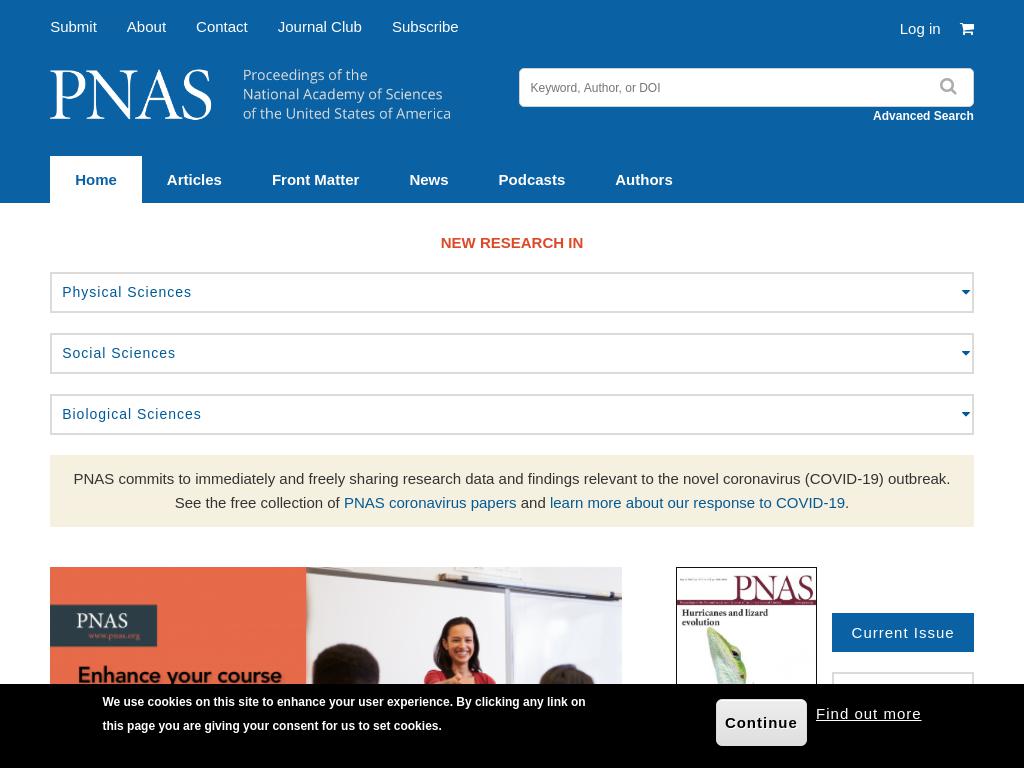 Submit About Contact Journal Club Subscribe
Log in
PNAS
Proceedings of the
National Academy of Sciences
of the United States of America
Keyword, Author, or DOI
Advanced Search
Home Articles Front Matter News Podcasts Authors
NEW RESEARCH IN
Physical Sciences
Social Sciences
Biological Sciences
PNAS commits to immediately and freely sharing research data and findings relevant to the novel coronavirus (COVID-19) outbreak.
See the free collection of PNAS coronavirus papers and learn more about our response to COVID-19.
PNAS
www.pnas.org
Enhance your course
PNAS
Hurricanes and lizard
evolution
Current Issue
We use cookies on this site to enhance your user experience. By clicking any link on
this page you are giving your consent for us to set cookies.
Continue
Find out more